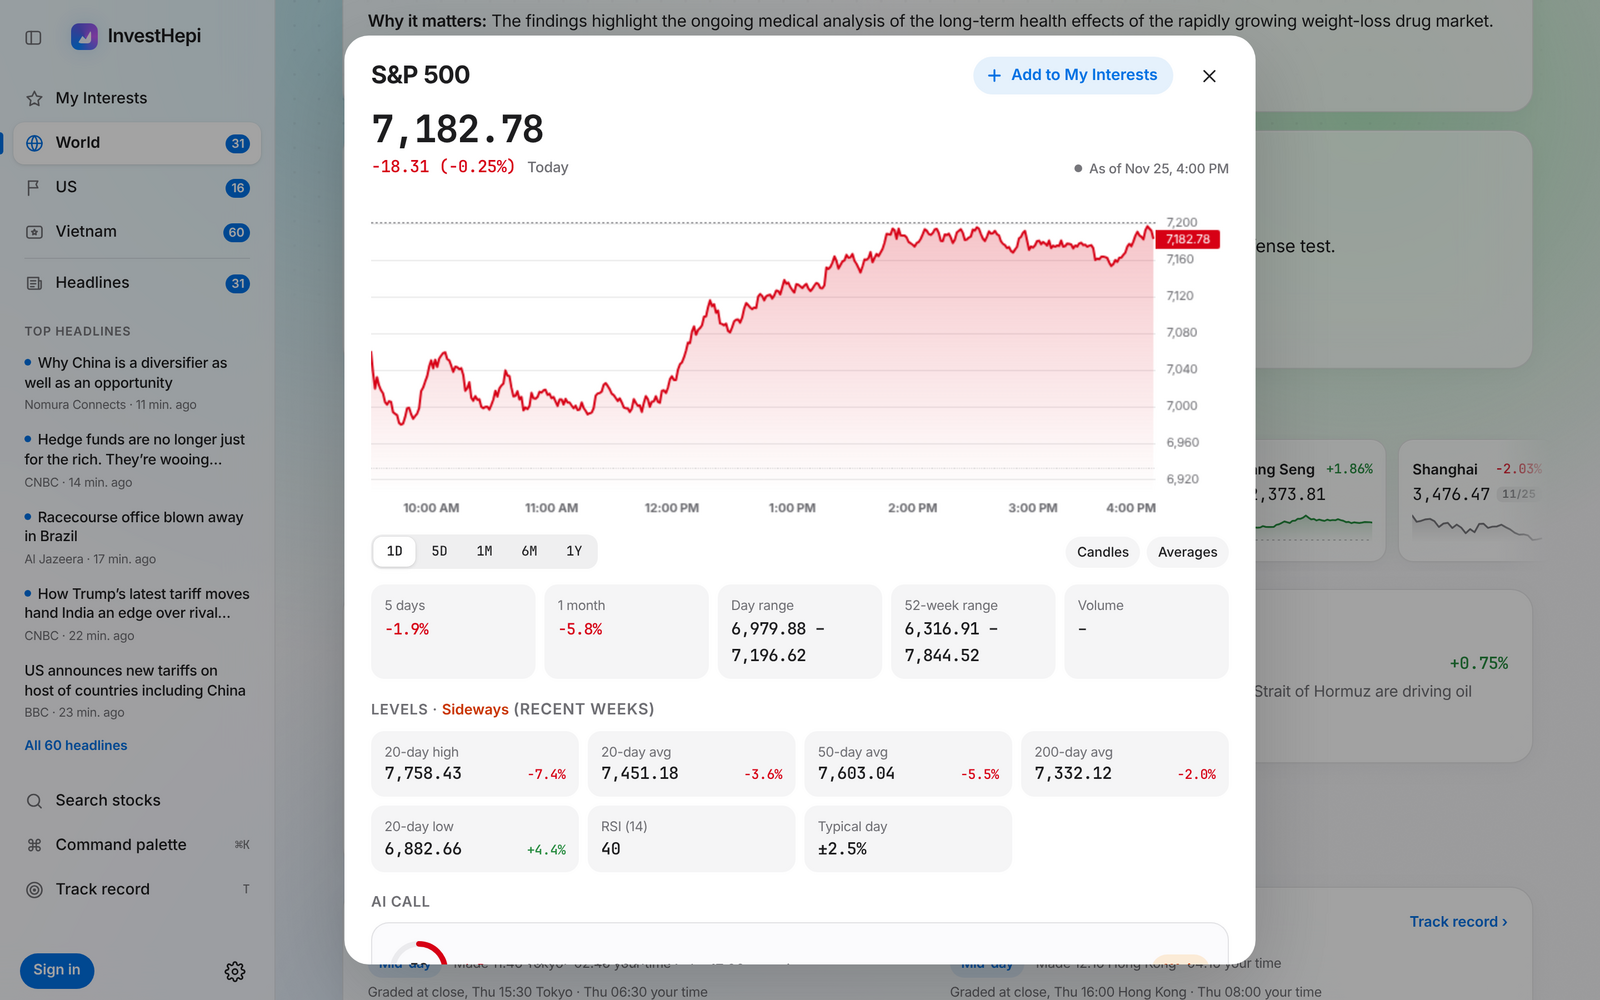 InvestHepi
My Interests
World 31
US 16
Vietnam 60
Headlines 31
TOP HEADLINES
Why China is a diversifier as
well as an opportunity
Nomura Connects · 11 min. ago
Hedge funds are no longer just
for the rich. They're wooing...
CNBC · 14 min. ago
Racecourse office blown away
in Brazil
Al Jazeera · 17 min. ago
How Trump's latest tariff moves
hand India an edge over rival...
CNBC · 22 min. ago
US announces new tariffs on
host of countries including China
BBC · 23 min. ago
All 60 headlines
Search stocks
Command palette ⌘K
Track record T
Sign in
Why it matters: The findings highlight the ongoing medical analysis of the long-term health effects of the rapidly growing weight-loss drug market.
S&P 500
+ Add to My Interests
7,182.78
-18.31 (-0.25%) Today
As of Nov 25, 4:00 PM
7,200
7,182.78
7,160
7,120
7,080
7,040
7,000
6,960
6,920
10:00 AM 11:00 AM 12:00 PM 1:00 PM 2:00 PM 3:00 PM 4:00 PM
1D 5D 1M 6M 1Y
Candles Averages
5 days
-1.9%
1 month
-5.8%
Day range
6,979.88 –
7,196.62
52-week range
6,316.91 –
7,844.52
Volume
–
LEVELS · Sideways (RECENT WEEKS)
20-day high
7,758.43 -7.4%
20-day avg
7,451.18 -3.6%
50-day avg
7,603.04 -5.5%
200-day avg
7,332.12 -2.0%
20-day low
6,882.66 +4.4%
RSI (14)
40
Typical day
±2.5%
AI CALL
ense test.
ng Seng +1.86%
,373.81
Shanghai -2.03%
3,476.47 11/25
+0.75%
Strait of Hormuz are driving oil
Track record ›
your time
Graded at close, Thu 15:30 Tokyo · Thu 06:30 your time
Graded at close, Thu 16:00 Hong Kong · Thu 08:00 your time